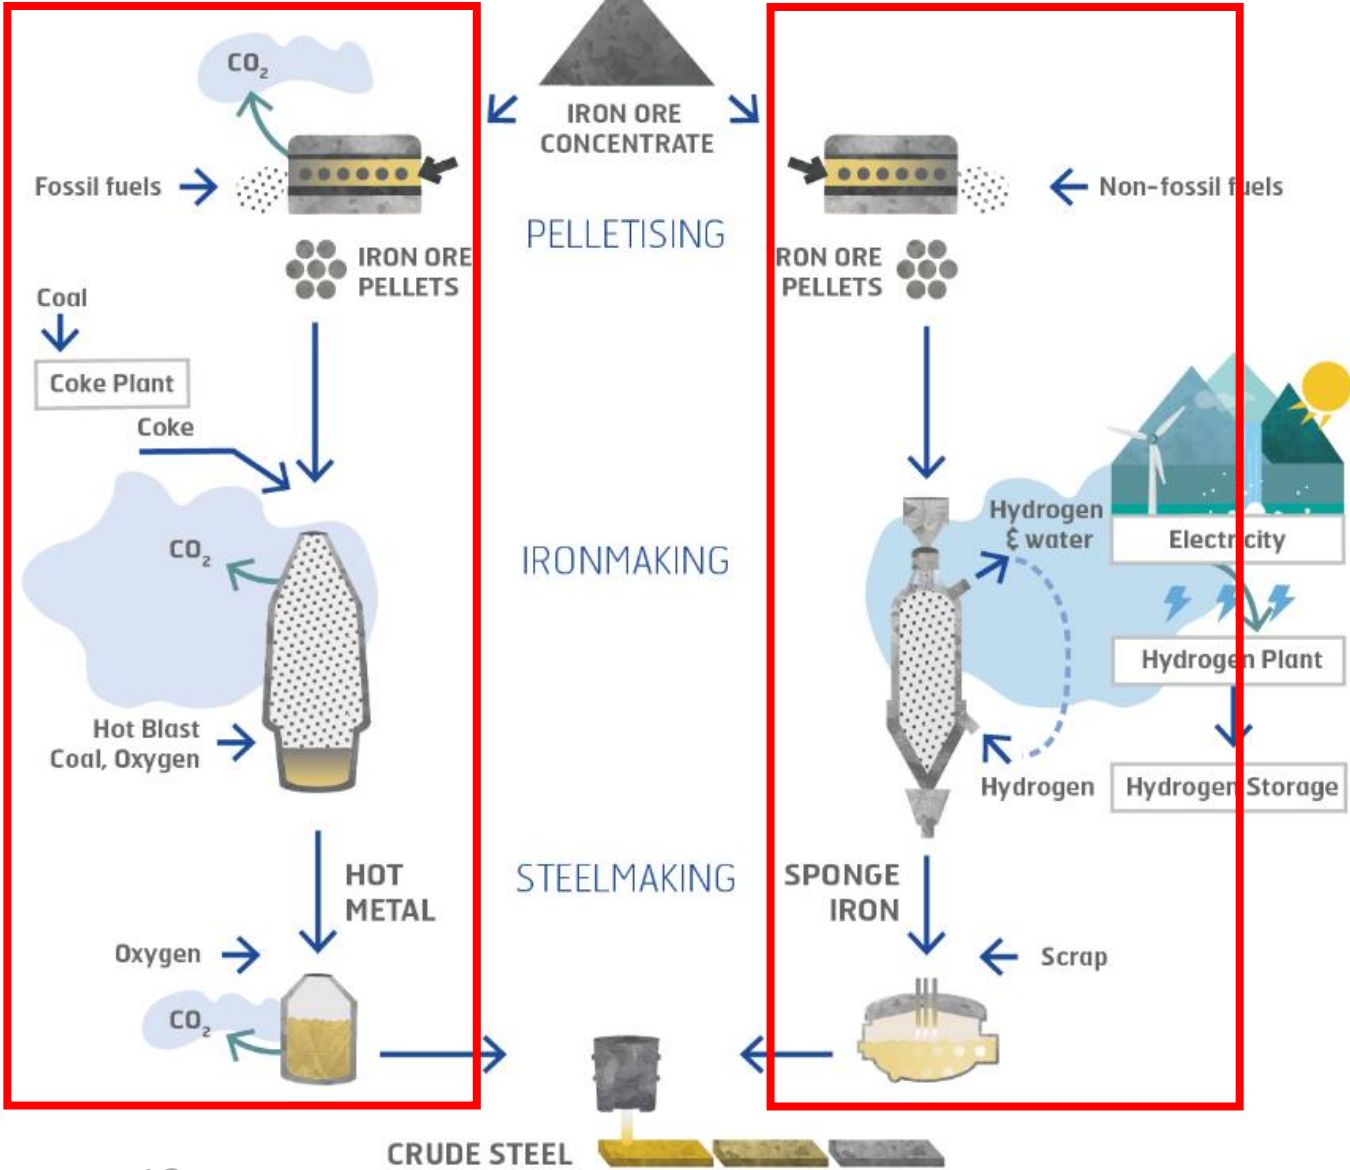 CO₂
IRON ORE
CONCENTRATE
Fossil fuels
Non-fossil fuels
PELLETISING
IRON ORE
PELLETS
RON ORE
PELLETS
Coal
Coke Plant
Coke
CO₂
IRONMAKING
Hydrogen
& water
Electricity
Hydrogen Plant
Hot Blast
Coal, Oxygen
Hydrogen
Hydrogen Storage
HOT
METAL
STEELMAKING
SPONGE
IRON
Oxygen
Scrap
CO₂
CRUDE STEEL